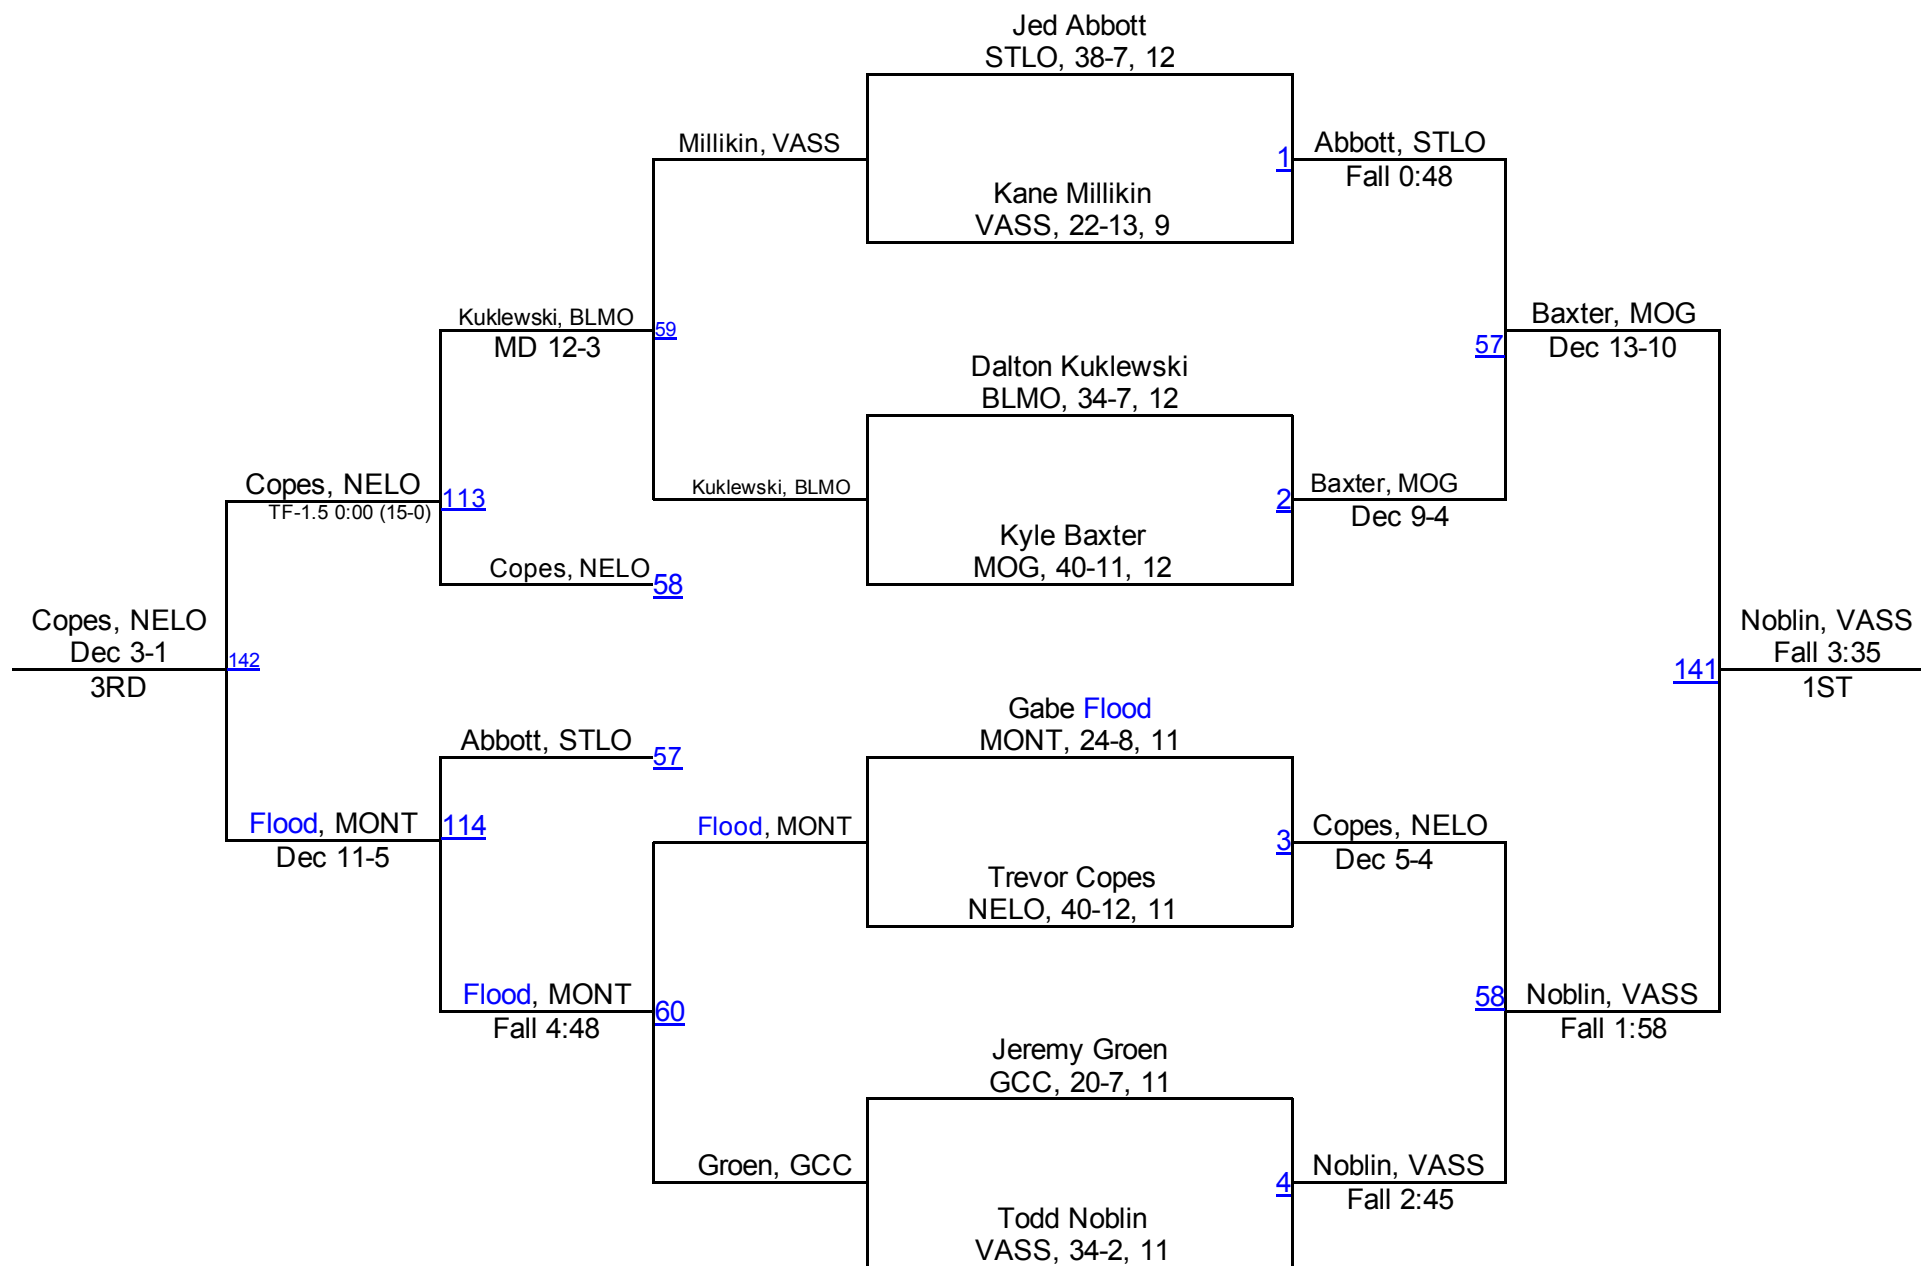 Jed Abbott
STLO, 38-7, 12
Millikin, VASS
1
Abbott, STLO
Fall 0:48
Kane Millikin
VASS, 22-13, 9
Kuklewski, BLMO
MD 12-3
59
57
Baxter, MOG
Dec 13-10
Dalton Kuklewski
BLMO, 34-7, 12
Copes, NELO
TF-1.5 0:00 (15-0)
113
Kuklewski, BLMO
2
Baxter, MOG
Dec 9-4
Kyle Baxter
MOG, 40-11, 12
Copes, NELO
58
Copes, NELO
Dec 3-1
3RD
142
141
Noblin, VASS
Fall 3:35
1ST
Gabe Flood
MONT, 24-8, 11
Abbott, STLO
57
Flood, MONT
Dec 11-5
114
Flood, MONT
3
Copes, NELO
Dec 5-4
Trevor Copes
NELO, 40-12, 11
Flood, MONT
Fall 4:48
60
58
Noblin, VASS
Fall 1:58
Jeremy Groen
GCC, 20-7, 11
Groen, GCC
4
Noblin, VASS
Fall 2:45
Todd Noblin
VASS, 34-2, 11